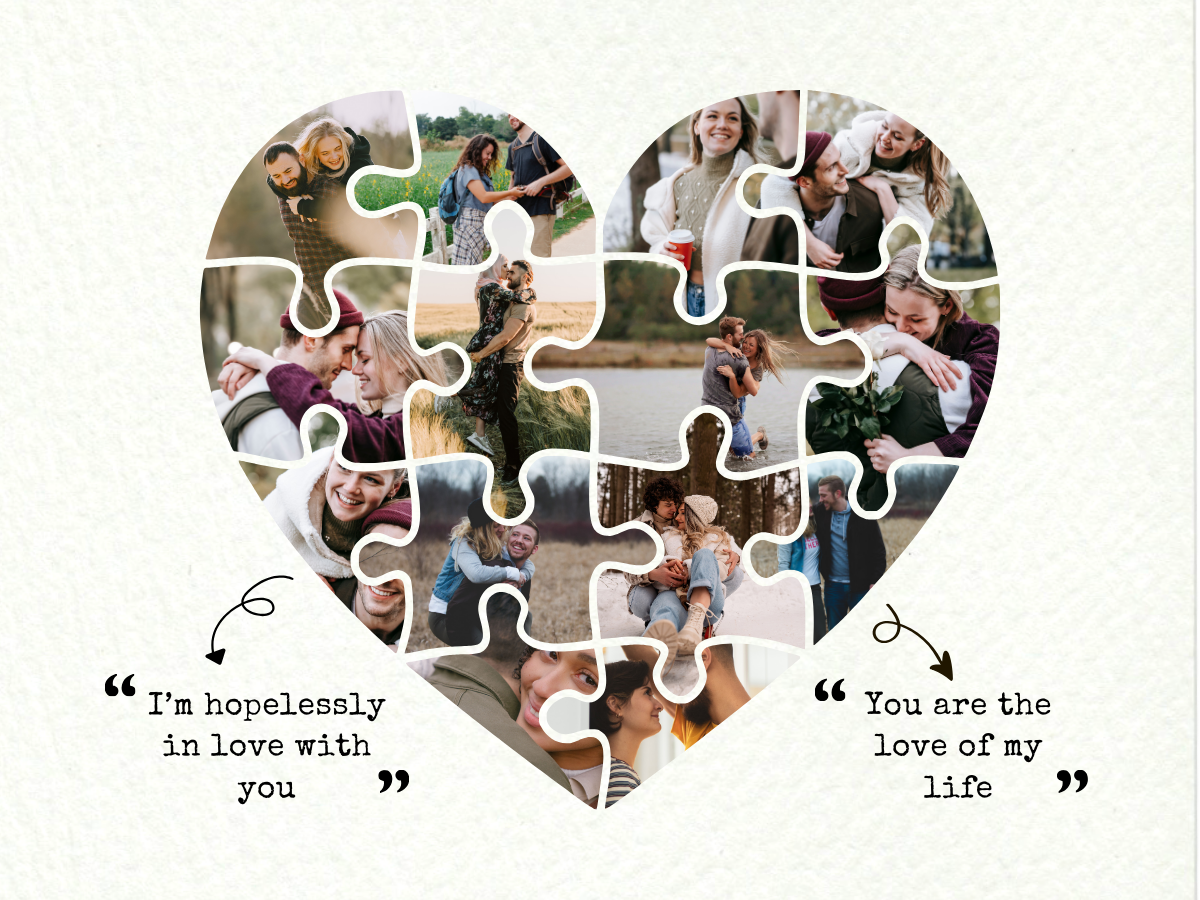 “ I’m hopelessly
in love with
you ”
“ You are the
love of my
life ”